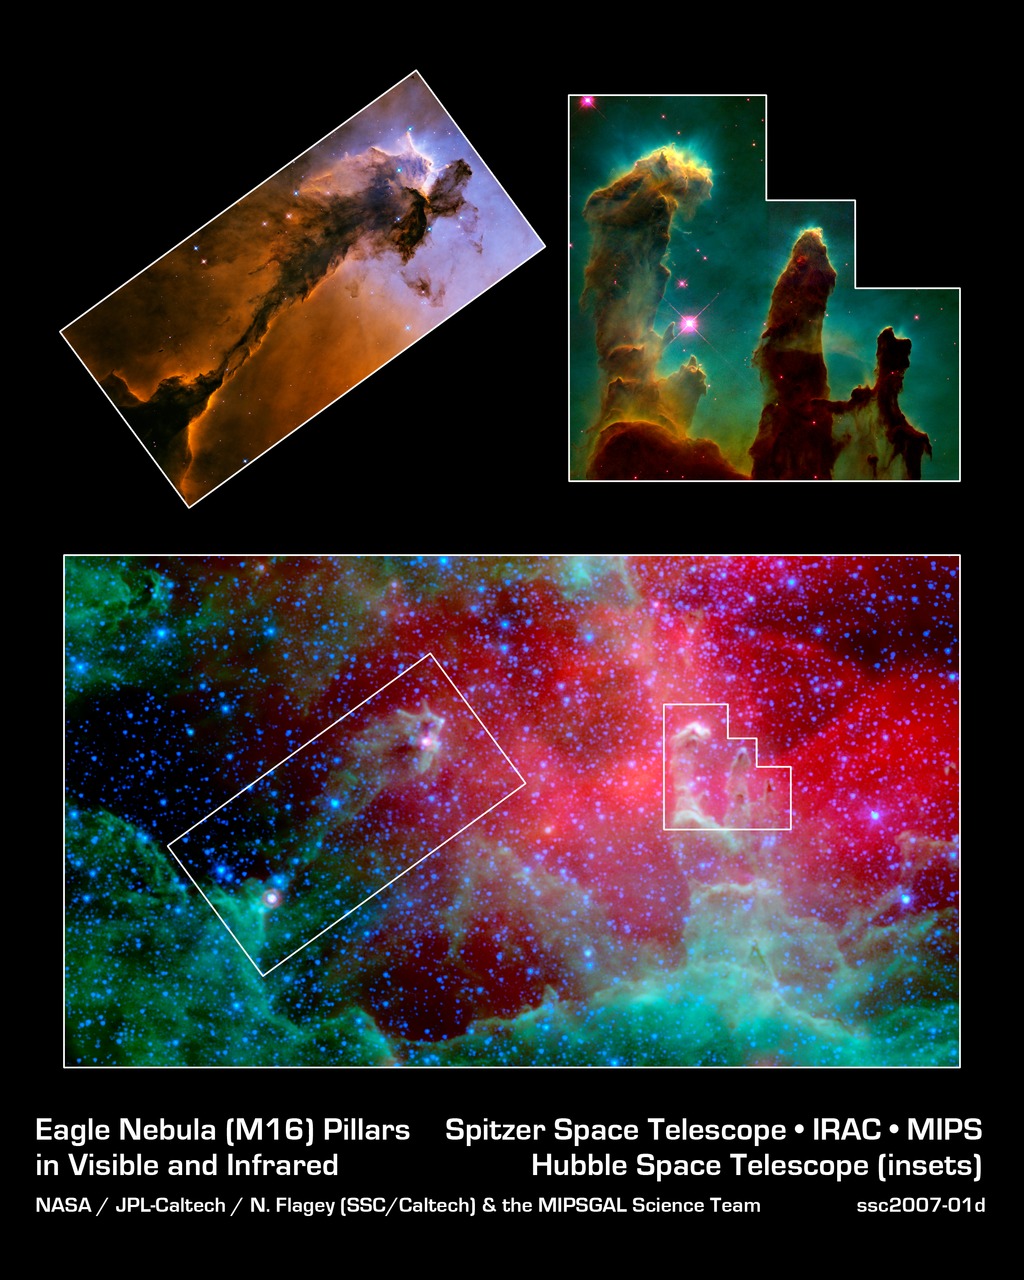 Eagle Nebula (M16) Pillars
in Visible and Infrared
Spitzer Space Telescope • IRAC • MIPS
Hubble Space Telescope (insets)
NASA / JPL-Caltech / N. Flagey (SSC/Caltech) & the MIPSGAL Science Team
ssc2007-01d